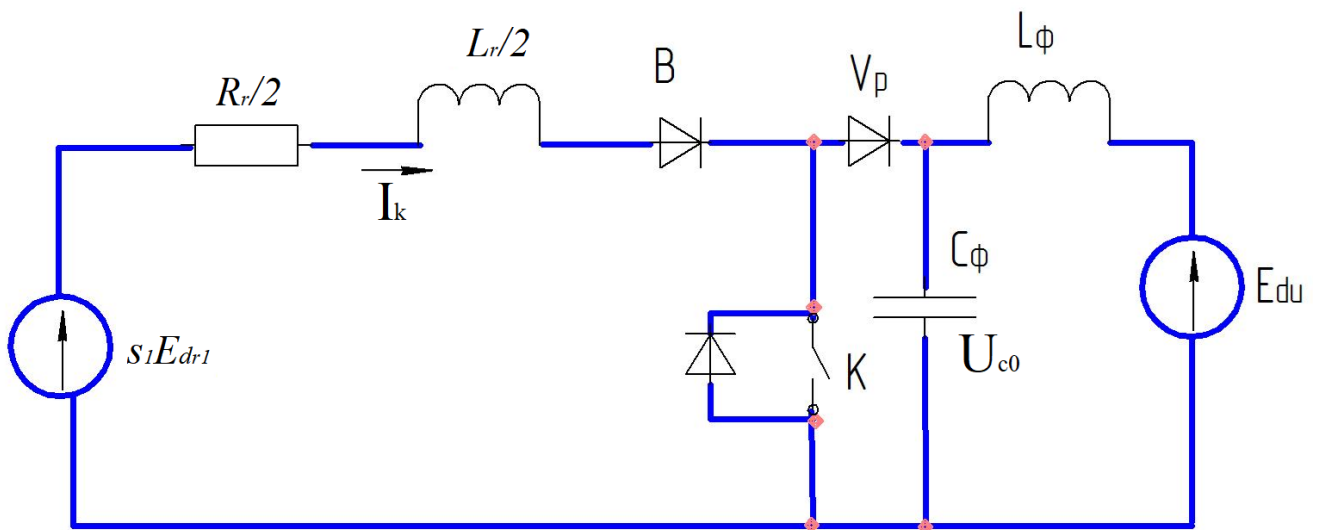 Rr/2
Lr/2
B
Vp
Lф
Ik
s1Edr1
Cф
Uc0
K
Edu